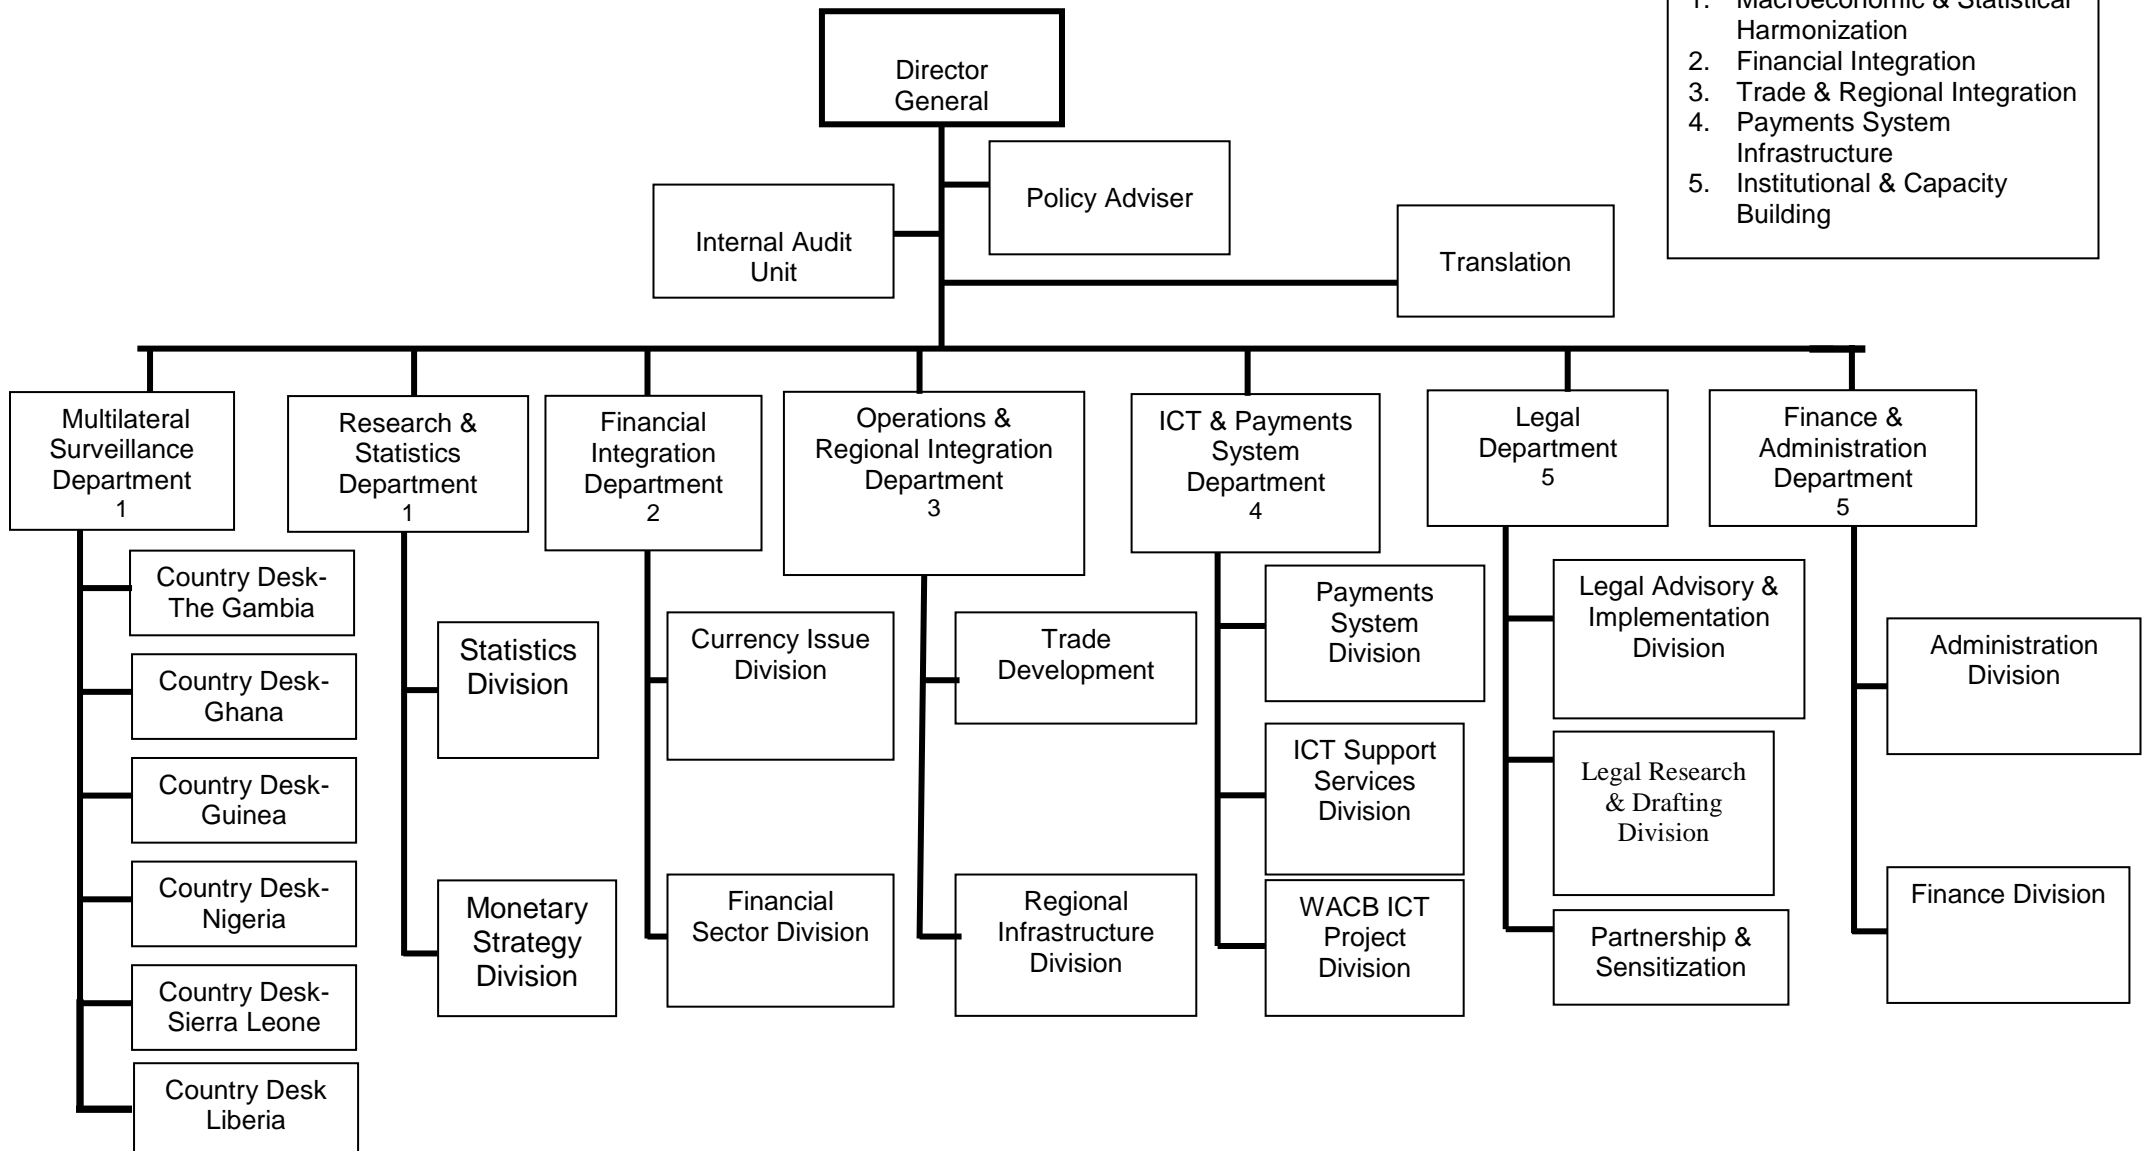 1. Macroeconomic & Statistical
Harmonization
2. Financial Integration
3. Trade & Regional Integration
4. Payments System
Infrastructure
5. Institutional & Capacity
Building
Director
General
Policy Adviser
Internal Audit
Unit
Translation
Multilateral
Surveillance
Department
1
Research &
Statistics
Department
1
Financial
Integration
Department
2
Operations &
Regional Integration
Department
3
ICT & Payments
System
Department
4
Legal
Department
5
Finance &
Administration
Department
5
Country Desk-
The Gambia
Country Desk-
Ghana
Country Desk-
Guinea
Country Desk-
Nigeria
Country Desk-
Sierra Leone
Country Desk
Liberia
Statistics
Division
Monetary
Strategy
Division
Currency Issue
Division
Financial
Sector Division
Trade
Development
Regional
Infrastructure
Division
Payments
System
Division
ICT Support
Services
Division
WACB ICT
Project
Division
Legal Advisory &
Implementation
Division
Legal Research
& Drafting
Division
Partnership &
Sensitization
Administration
Division
Finance Division